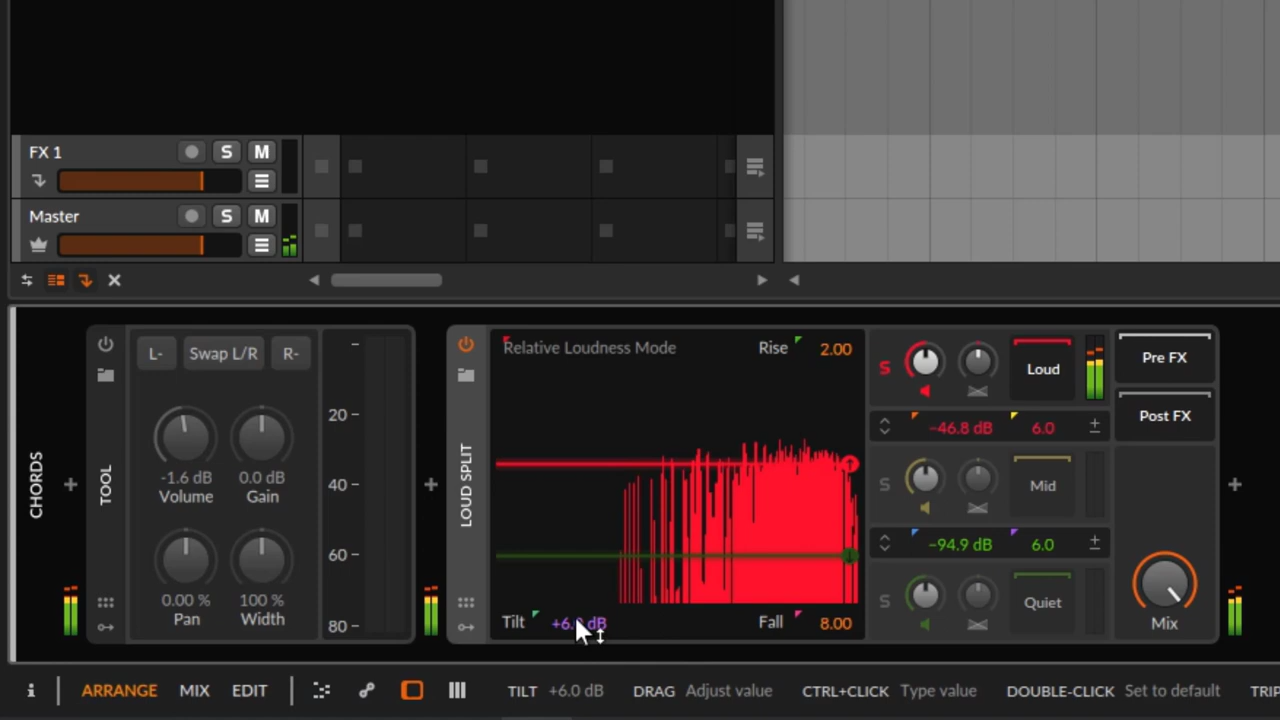 FX 1
S
M
Master
S
M
CHORDS
TOOL
L-
Swap L/R
R-
-1.6 dB
Volume
0.0 dB
Gain
0.00 %
Pan
100 %
Width
20
40
60
80
LOUD SPLIT
Relative Loudness Mode
Rise
2.00
Tilt
dB
Fall
8.00
S
Loud
-46.8 dB
6.0
S
Mid
-94.9 dB
6.0
S
Quiet
Pre FX
Post FX
Mix
i
ARRANGE
MIX
EDIT
TILT +6.0 dB
DRAG Adjust value
CTRL+CLICK Type value
DOUBLE-CLICK Set to default